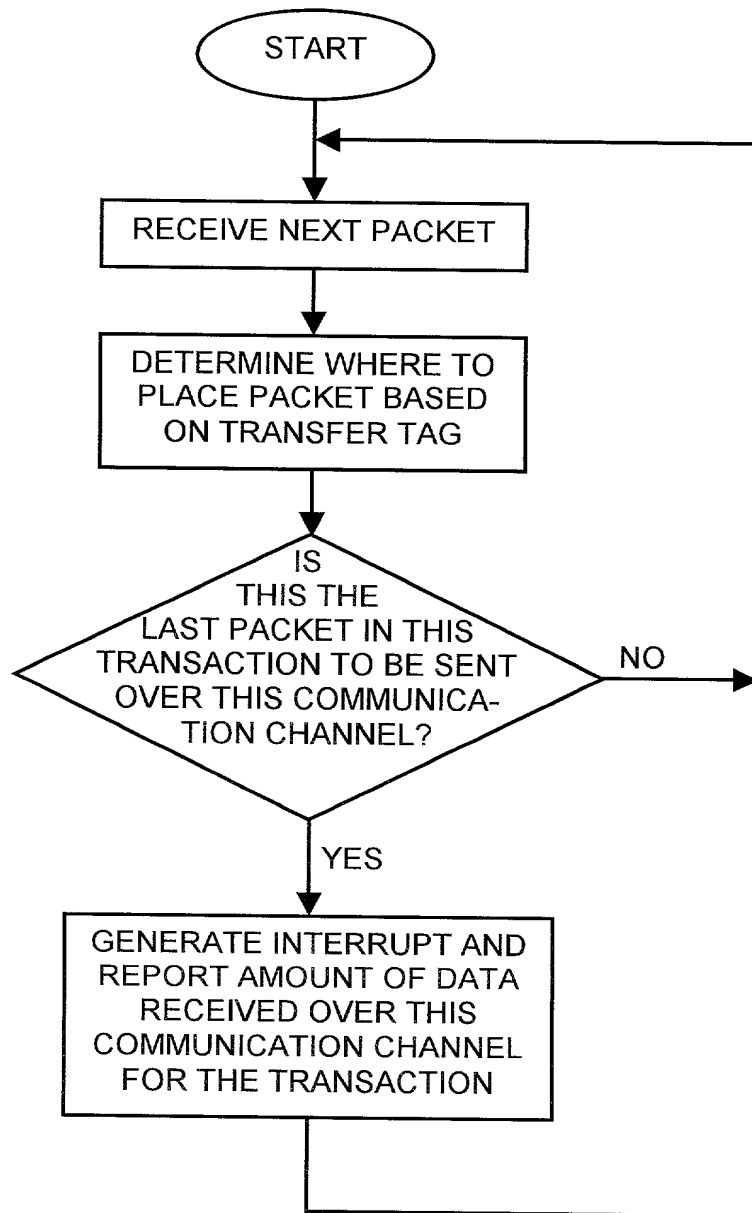 START
RECEIVE NEXT PACKET
DETERMINE WHERE TO
PLACE PACKET BASED
ON TRANSFER TAG
IS
THIS THE
LAST PACKET IN THIS
TRANSACTION TO BE SENT
OVER THIS COMMUNICA-
TION CHANNEL?
NO
YES
GENERATE INTERRUPT AND
REPORT AMOUNT OF DATA
RECEIVED OVER THIS
COMMUNICATION CHANNEL
FOR THE TRANSACTION